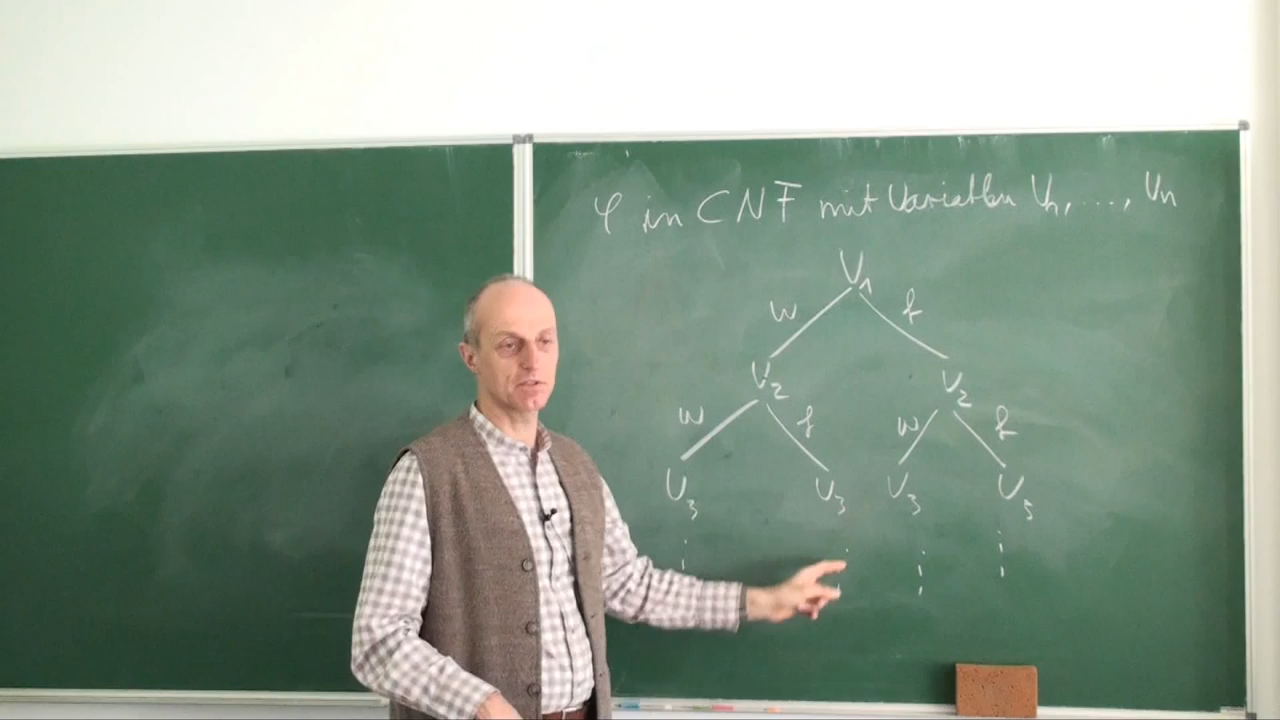 φ in CNF mit Variablen V1, ..., Vn
V1
w f
V2 V2
w f w f
V3 V3 V3 V3